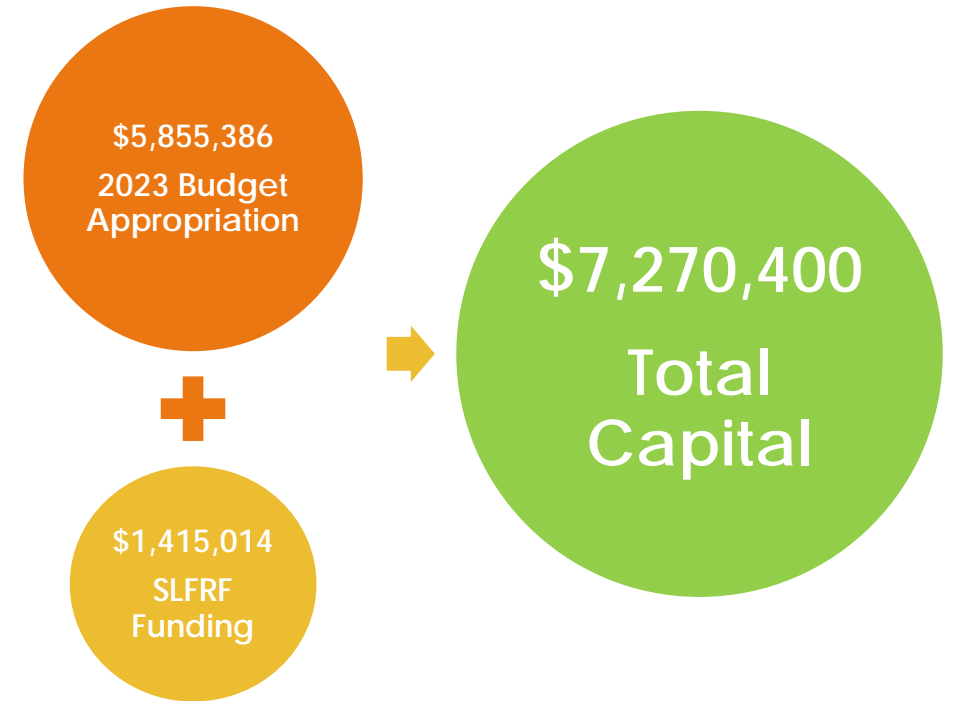 $5,855,386
2023 Budget
Appropriation
$1,415,014
SLFRF
Funding
$7,270,400
Total
Capital